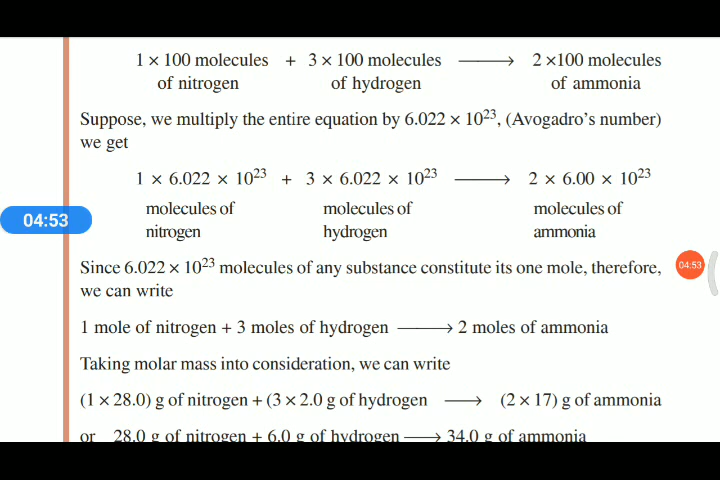 1 × 100 molecules + 3 × 100 molecules ⟶ 2 ×100 molecules
of nitrogen of hydrogen of ammonia
Suppose, we multiply the entire equation by 6.022 × 10²³, (Avogadro's number)
we get
1 × 6.022 × 10²³ + 3 × 6.022 × 10²³ ⟶ 2 × 6.00 × 10²³
molecules of molecules of molecules of
nitrogen hydrogen ammonia
04:53
04:53
Since 6.022 × 10²³ molecules of any substance constitute its one mole, therefore,
we can write
1 mole of nitrogen + 3 moles of hydrogen ⟶ 2 moles of ammonia
Taking molar mass into consideration, we can write
(1 × 28.0) g of nitrogen + (3 × 2.0 g of hydrogen ⟶ (2 × 17) g of ammonia
or 28.0 g of nitrogen + 6.0 g of hydrogen ⟶ 34.0 g of ammonia